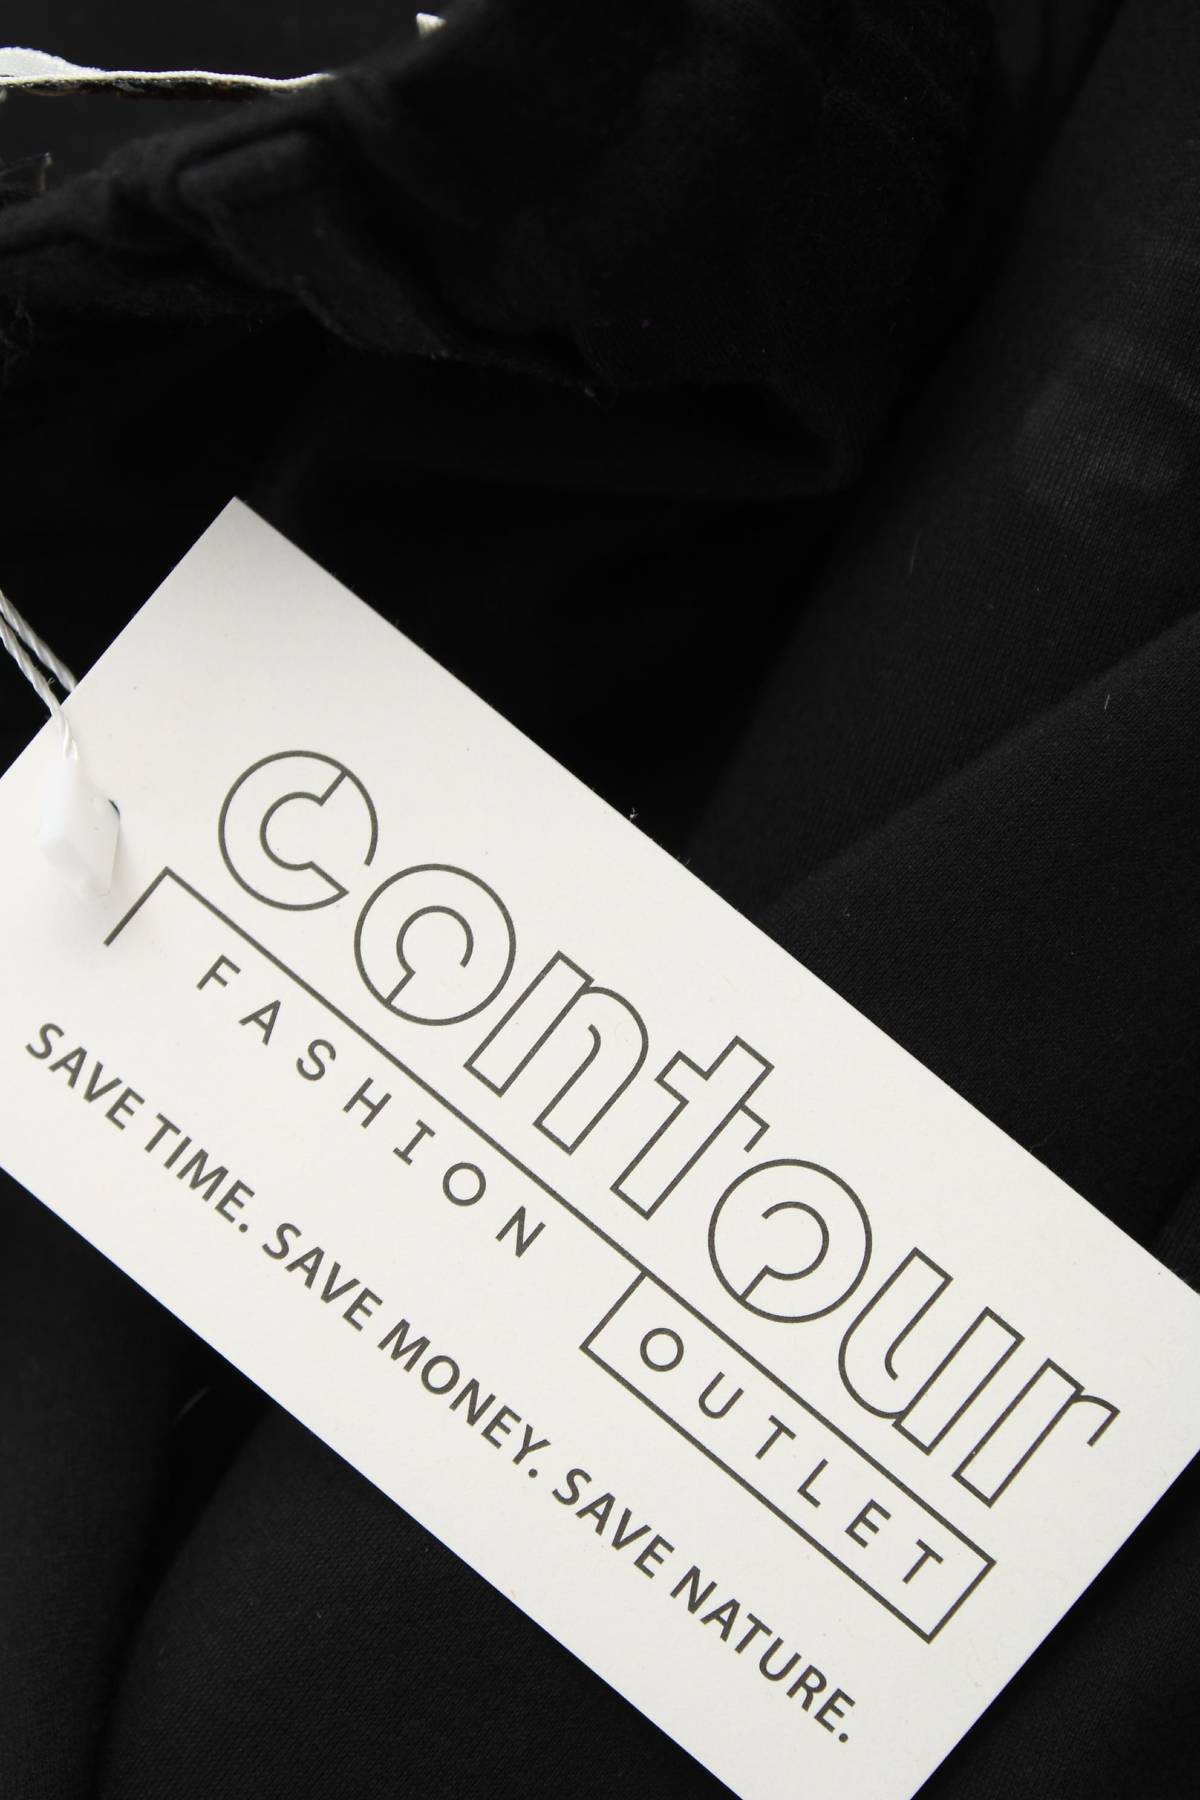 contour
FASHION
OUTLET
SAVE TIME. SAVE MONEY. SAVE NATURE.